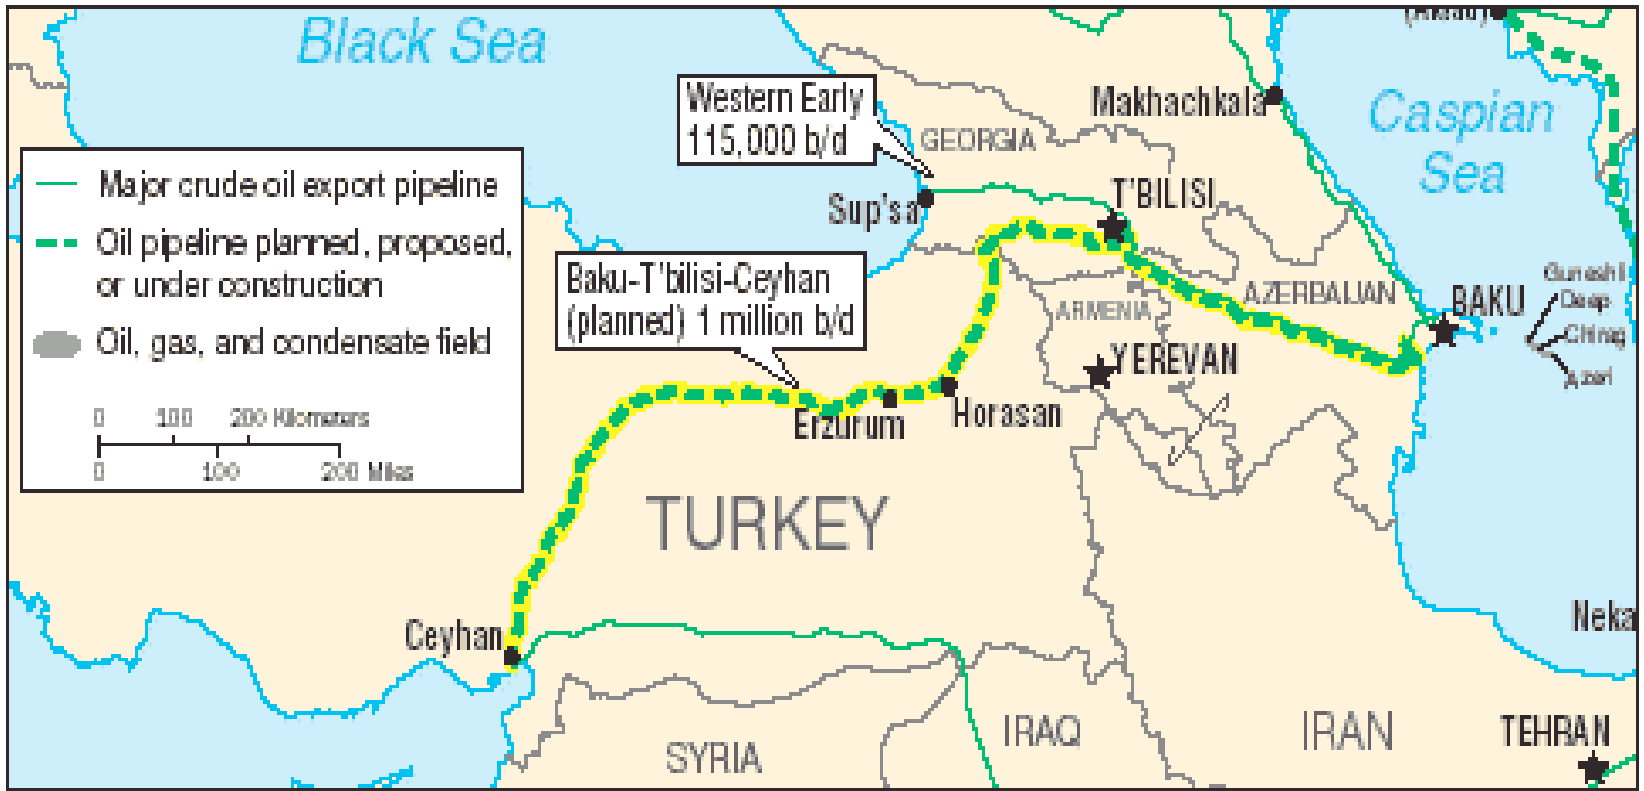 Black Sea
Western Early
115,000 b/d
GEORGIA
Makhachkala
Caspian
Sea
Major crude oil export pipeline
Oil pipeline planned, proposed,
or under construction
Oil, gas, and condensate field
0 100 200 Kilometers
0 100 200 Miles
Sup'sa
T'BILISI
Baku-T'bilisi-Ceyhan
(planned) 1 million b/d
ARMENIA
AZERBAIJAN
BAKU
Guneshi
Deep
Chirag
Azeri
YEREVAN
Erzurum
Horasan
TURKEY
Ceyhan
Neka
SYRIA
IRAQ
IRAN
TEHRAN